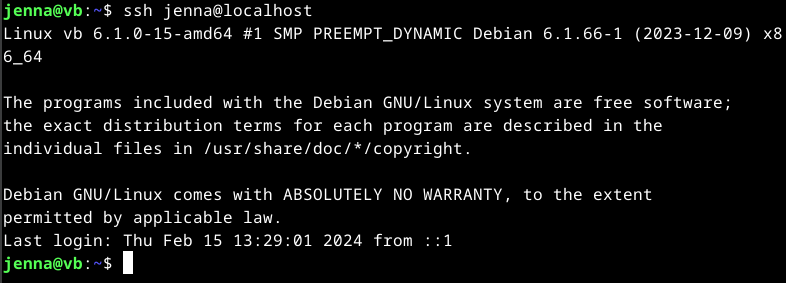 jenna@vb:~$ ssh jenna@localhost
Linux vb 6.1.0-15-amd64 #1 SMP PREEMPT_DYNAMIC Debian 6.1.66-1 (2023-12-09) x8
6_64
The programs included with the Debian GNU/Linux system are free software;
the exact distribution terms for each program are described in the
individual files in /usr/share/doc/*/copyright.
Debian GNU/Linux comes with ABSOLUTELY NO WARRANTY, to the extent
permitted by applicable law.
Last login: Thu Feb 15 13:29:01 2024 from ::1
jenna@vb:~$